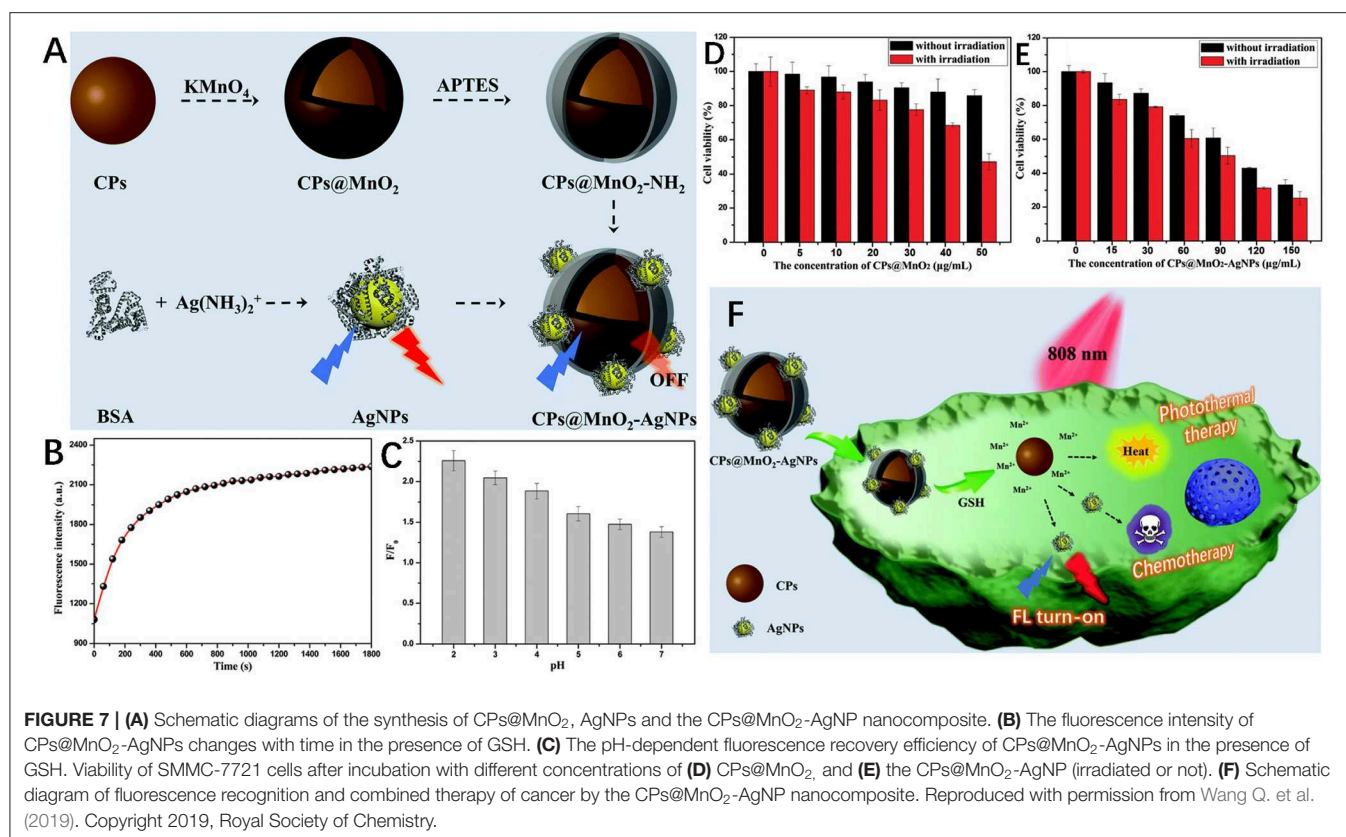 A
KMnO₄
APTES
CPs
CPs@MnO₂
CPs@MnO₂-NH₂
+ Ag(NH₃)₂⁺
OFF
BSA
AgNPs
CPs@MnO₂-AgNPs
B
Fluorescence intensity (a.u.)
2400
2100
1800
1500
1200
900
0 200 400 600 800 1000 1200 1400 1600 1800
Time (s)
C
F/F₀
2.5
2.0
1.5
1.0
0.5
0.0
2 3 4 5 6 7
pH
D
without irradiation
with irradiation
Cell viability (%)
120
100
80
60
40
20
0
0 5 10 20 30 40 50
The concentration of CPs@MnO₂ (μg/mL)
E
without irradiation
with irradiation
Cell viability (%)
120
100
80
60
40
20
0
0 15 30 60 90 120 150
The concentration of CPs@MnO₂-AgNPs (μg/mL)
F
808 nm
CPs@MnO₂-AgNPs
GSH
Mn²⁺
Mn²⁺
Mn²⁺
Mn²⁺
Mn²⁺
Mn²⁺
Heat
Photothermal
therapy
Chemotherapy
FL turn-on
CPs
AgNPs
FIGURE 7 | (A) Schematic diagrams of the synthesis of CPs@MnO₂, AgNPs and the CPs@MnO₂-AgNP nanocomposite. (B) The fluorescence intensity of
CPs@MnO₂-AgNPs changes with time in the presence of GSH. (C) The pH-dependent fluorescence recovery efficiency of CPs@MnO₂-AgNPs in the presence of
GSH. Viability of SMMC-7721 cells after incubation with different concentrations of (D) CPs@MnO₂, and (E) the CPs@MnO₂-AgNP (irradiated or not). (F) Schematic
diagram of fluorescence recognition and combined therapy of cancer by the CPs@MnO₂-AgNP nanocomposite. Reproduced with permission from Wang Q. et al.
(2019). Copyright 2019, Royal Society of Chemistry.